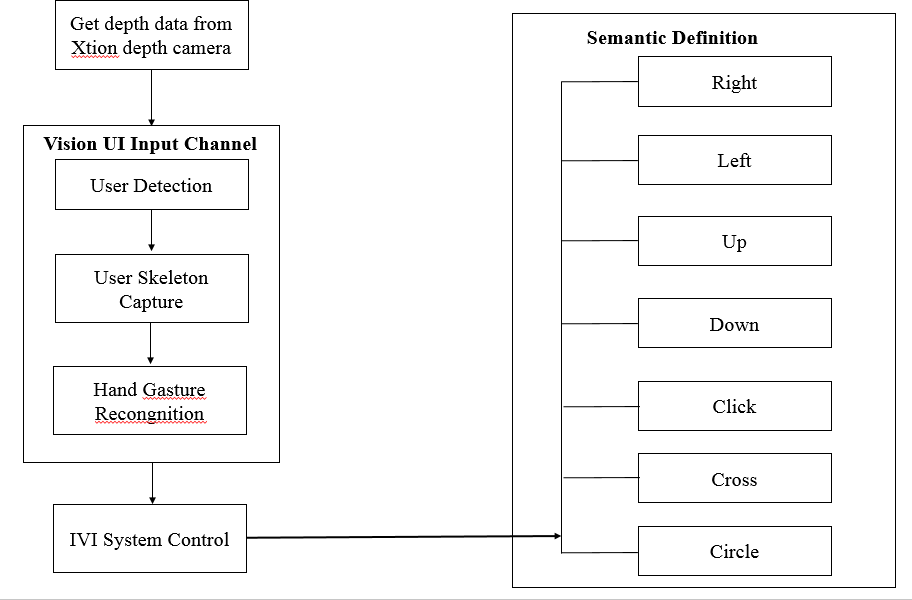 Get depth data from
Xtion depth camera
Vision UI Input Channel
User Detection
User Skeleton
Capture
Hand Gasture
Recongnition
IVI System Control
Semantic Definition
Right
Left
Up
Down
Click
Cross
Circle